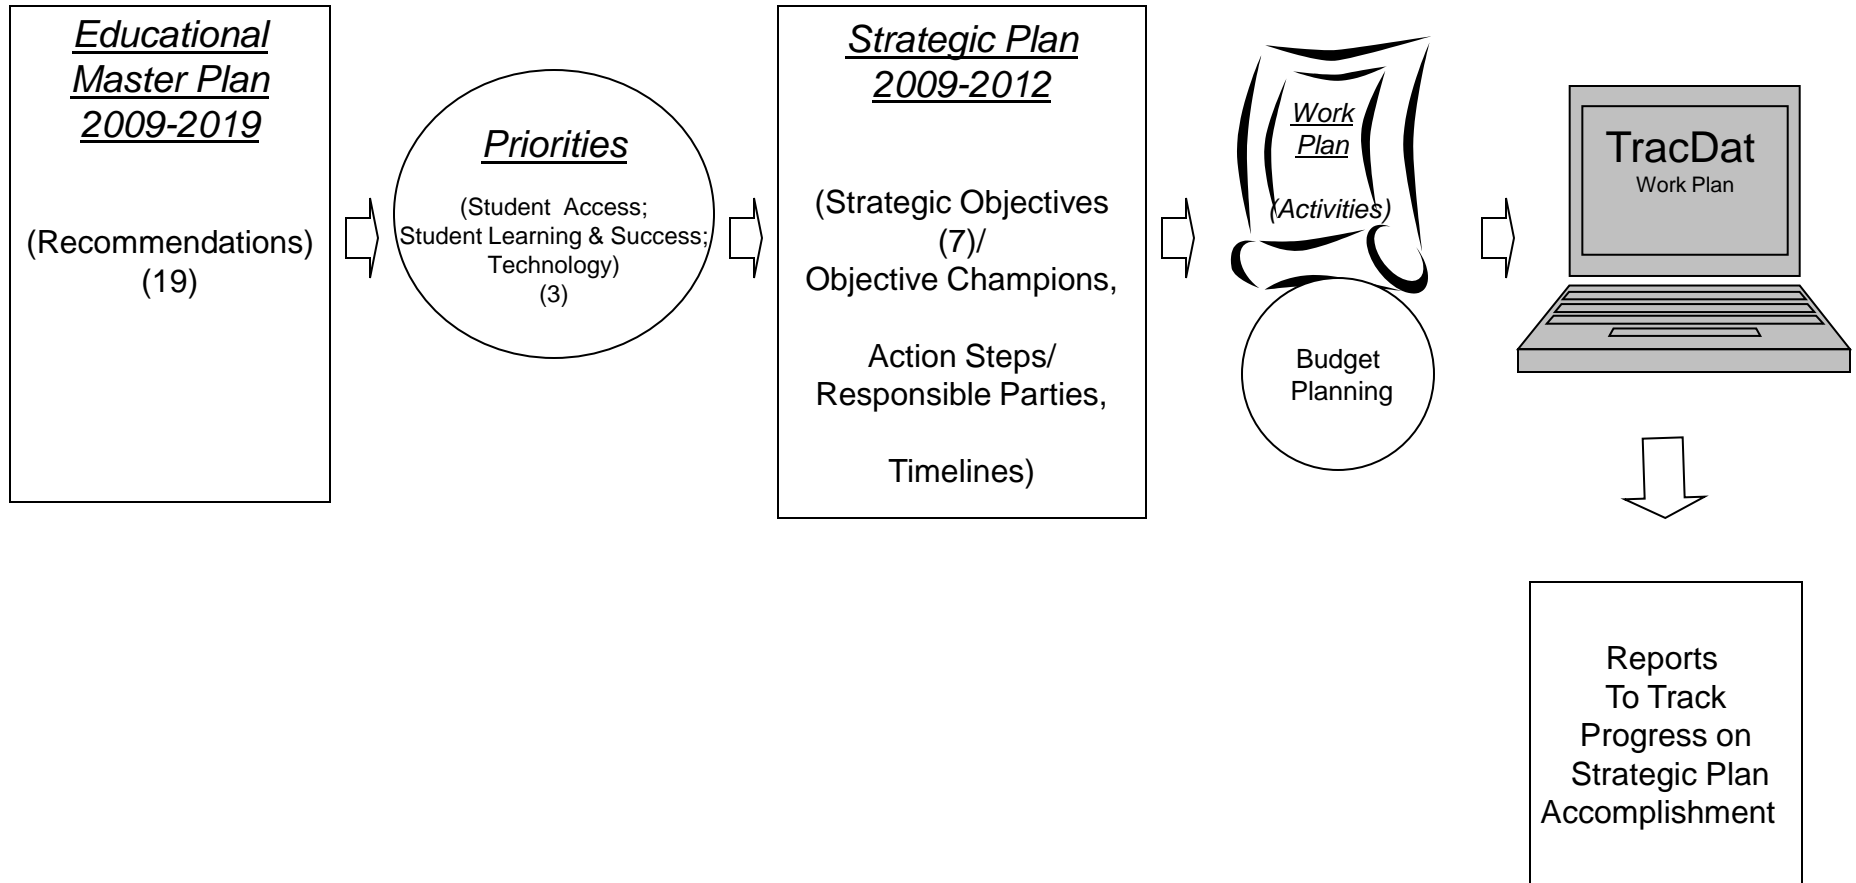 Educational
Master Plan
2009-2019
(Recommendations)
(19)
Priorities
(Student Access;
Student Learning & Success;
Technology)
(3)
Strategic Plan
2009-2012
(Strategic Objectives
(7)/
Objective Champions,
Action Steps/
Responsible Parties,
Timelines)
Work
Plan
(Activities)
Budget
Planning
TracDat
Work Plan
Reports
To Track
Progress on
Strategic Plan
Accomplishment